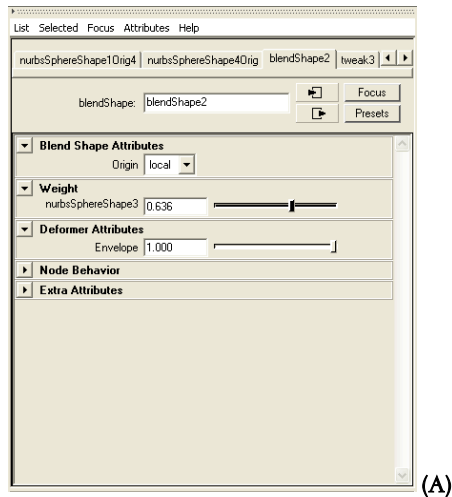 List Selected Focus Attributes Help
nurbsSphereShape1Orig4 nurbsSphereShape4Orig blendShape2 tweak3
blendShape: blendShape2 Focus
Presets
Blend Shape Attributes
Origin local
Weight
nurbsSphereShape3 0.636
Deformer Attributes
Envelope 1.000
Node Behavior
Extra Attributes
(A)